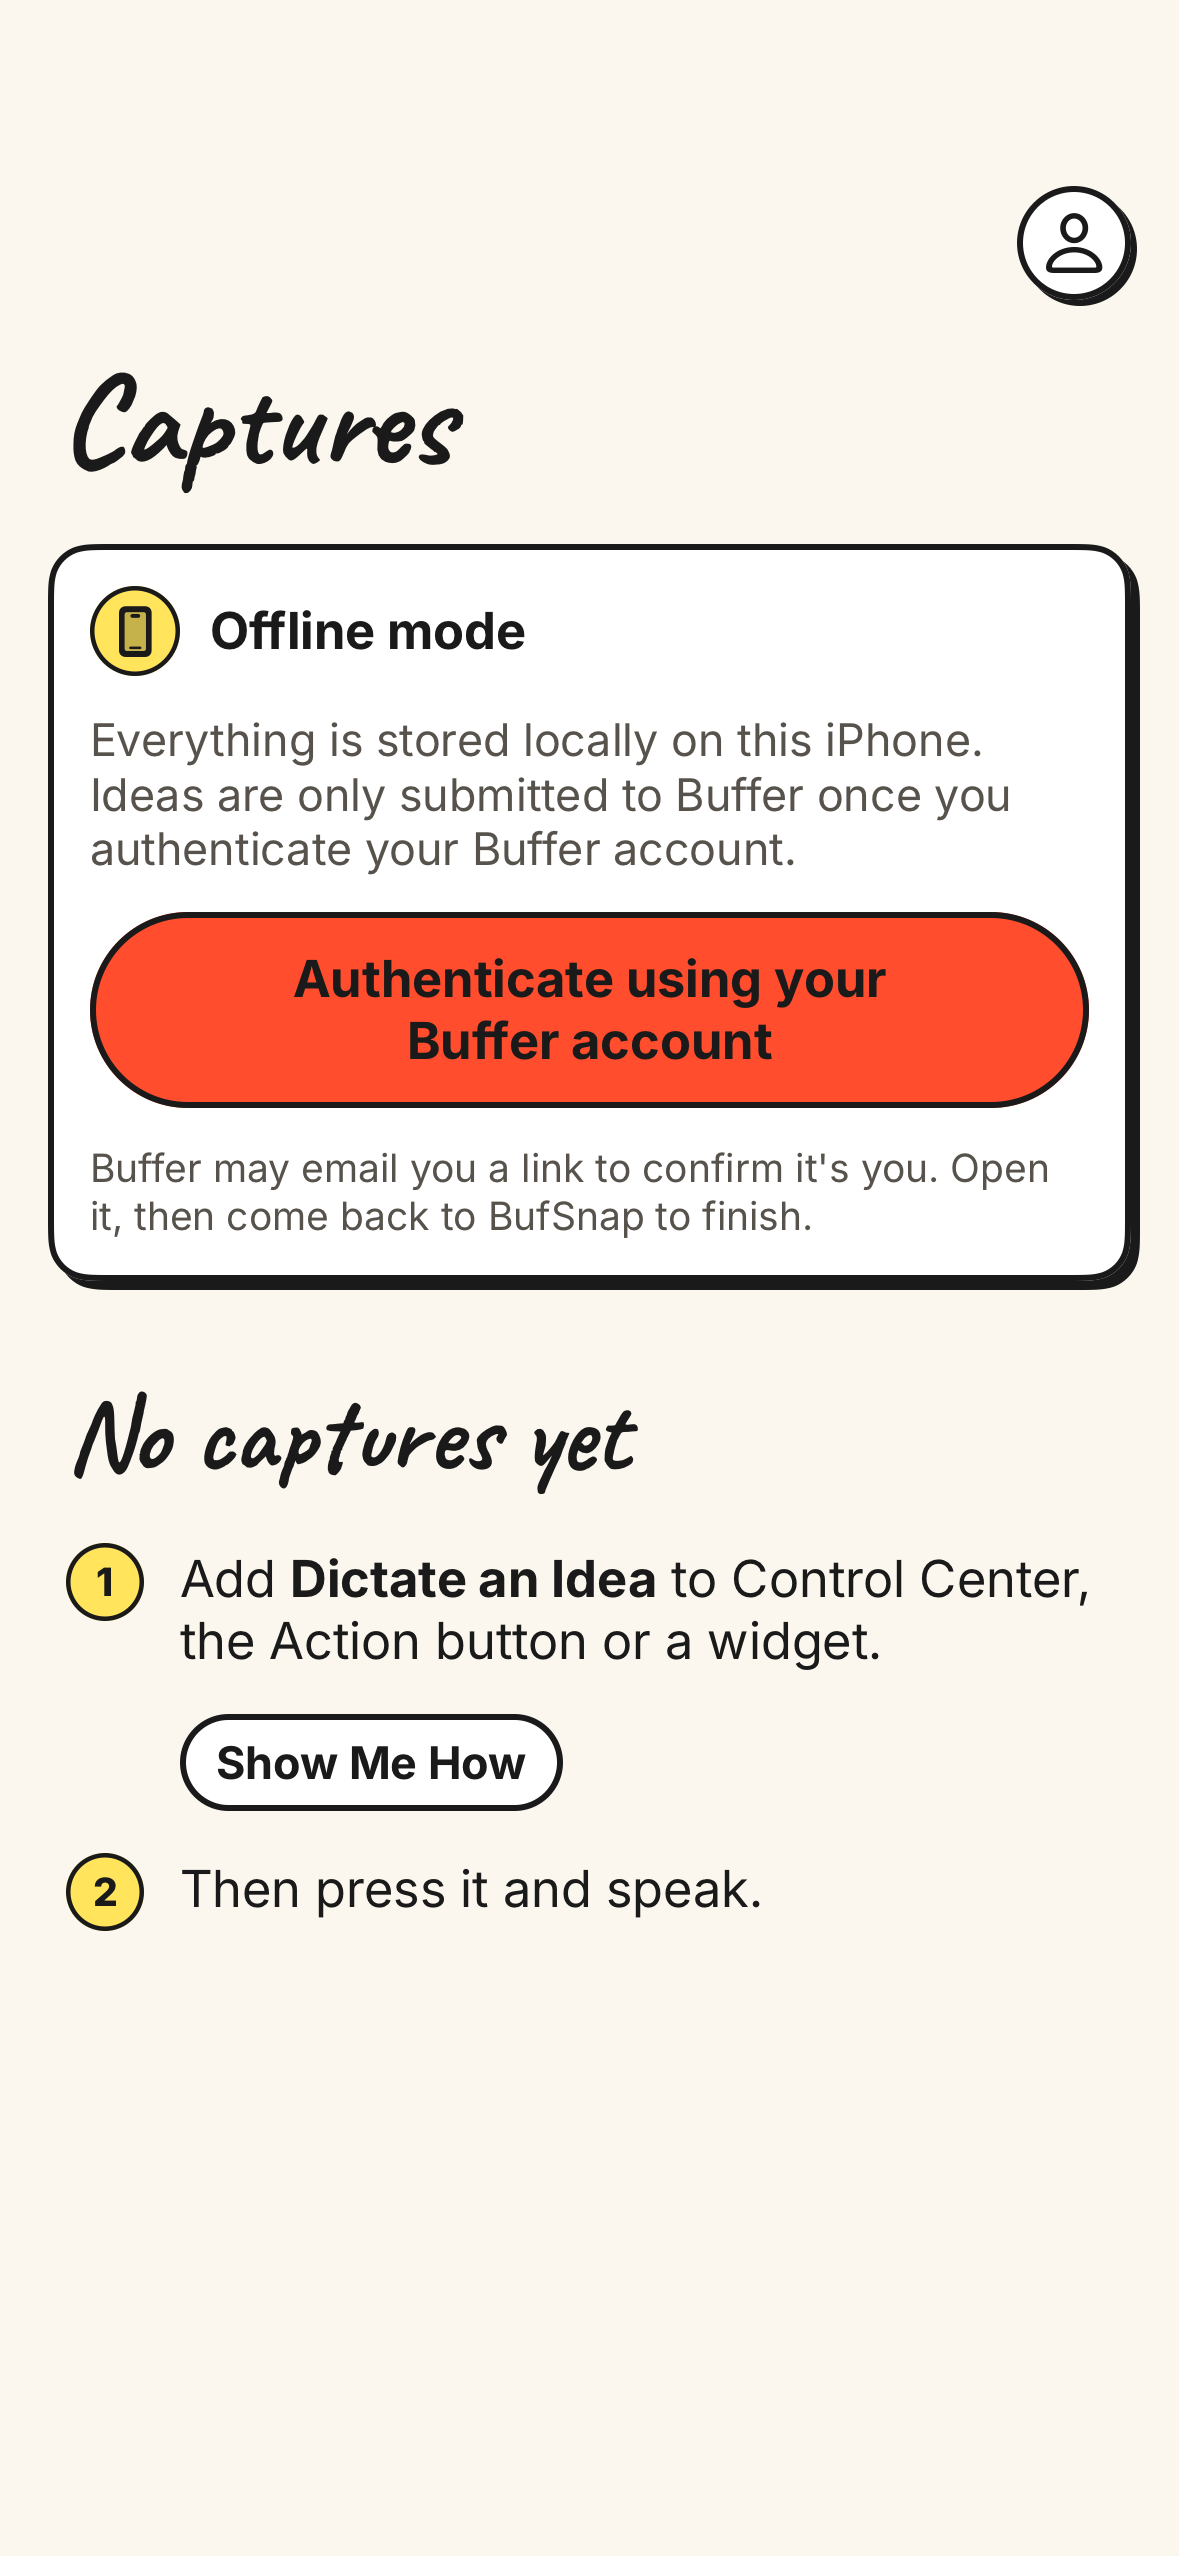 Captures
Offline mode
Everything is stored locally on this iPhone.
Ideas are only submitted to Buffer once you
authenticate your Buffer account.
Authenticate using your
Buffer account
Buffer may email you a link to confirm it's you. Open
it, then come back to BufSnap to finish.
No captures yet
1 Add Dictate an Idea to Control Center,
the Action button or a widget.
Show Me How
2 Then press it and speak.